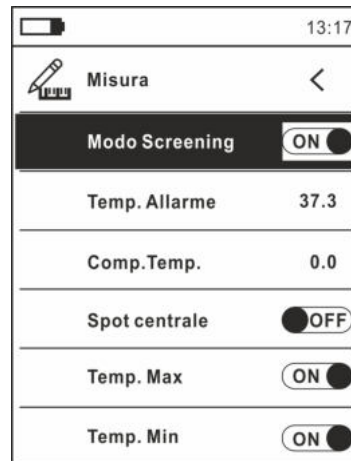 13:17
Misura <
Modo Screening ON
Temp. Allarme 37.3
Comp.Temp. 0.0
Spot centrale OFF
Temp. Max ON
Temp. Min ON